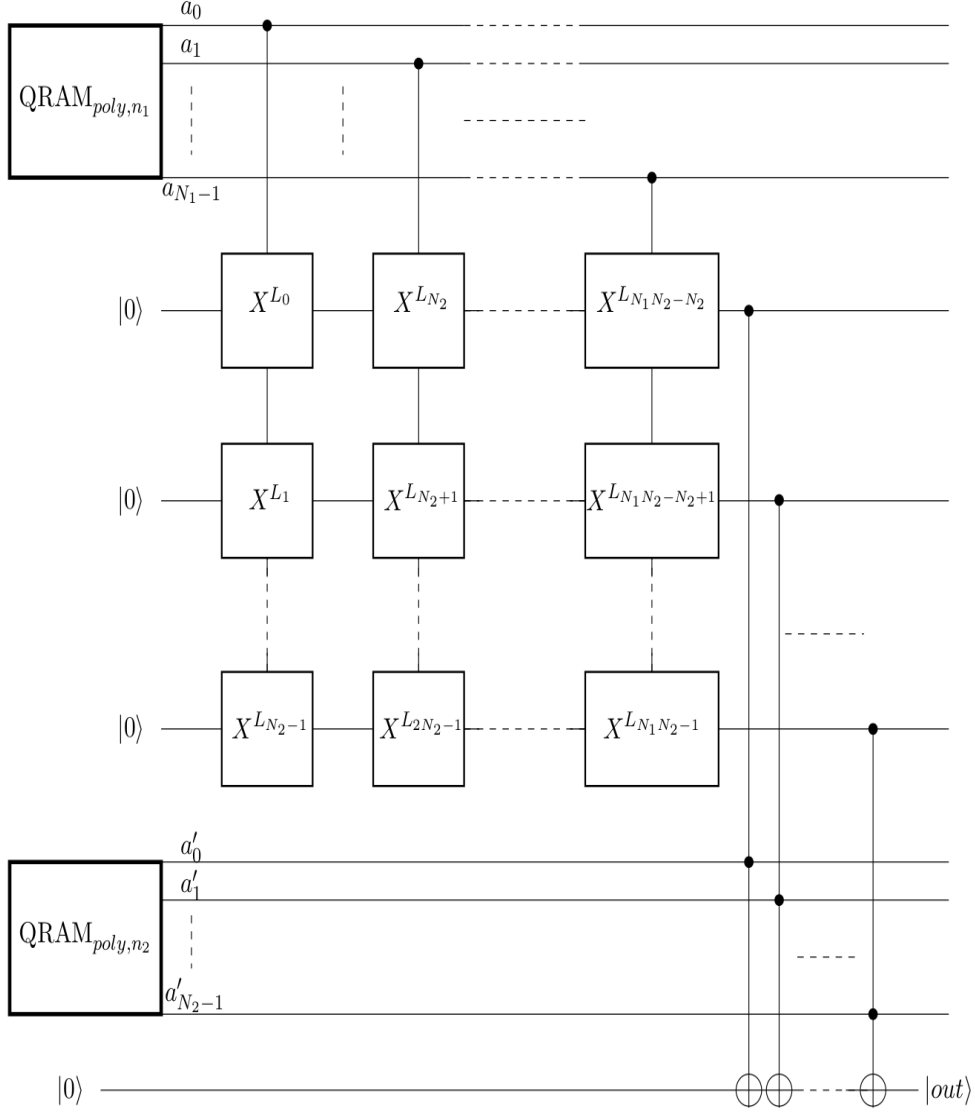 a_0
QRAM_{poly,n_1} a_1
a_{N_1-1}
|0⟩ X^{L_0} X^{L_{N_2}} X^{L_{N_1N_2-N_2}}
|0⟩ X^{L_1} X^{L_{N_2+1}} X^{L_{N_1N_2-N_2+1}}
|0⟩ X^{L_{N_2-1}} X^{L_{2N_2-1}} X^{L_{N_1N_2-1}}
a'_0
a'_1
QRAM_{poly,n_2}
a'_{N_2-1}
|0⟩ |out⟩